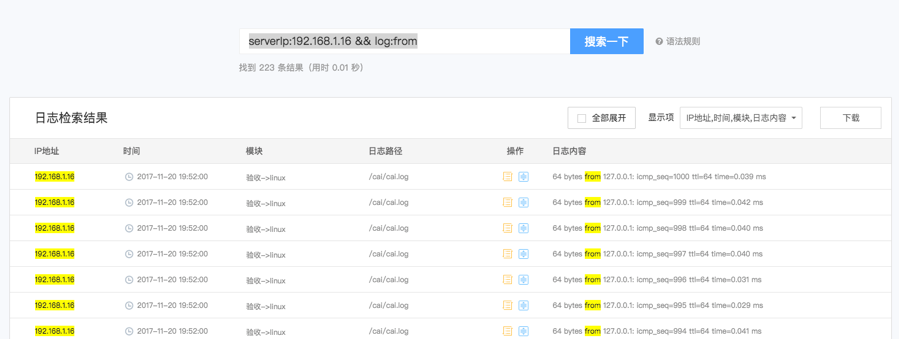 serverIp:192.168.1.16 && log:from
搜索一下
语法规则
找到 223 条结果（用时 0.01 秒）
日志检索结果
全部展开
显示项
IP地址,时间,模块,日志内容
下载
IP地址 时间 模块 日志路径 操作 日志内容
192.168.1.16 2017-11-20 19:52:00 验收->linux /cai/cai.log 64 bytes from 127.0.0.1: icmp_seq=1000 ttl=64 time=0.039 ms
192.168.1.16 2017-11-20 19:52:00 验收->linux /cai/cai.log 64 bytes from 127.0.0.1: icmp_seq=999 ttl=64 time=0.042 ms
192.168.1.16 2017-11-20 19:52:00 验收->linux /cai/cai.log 64 bytes from 127.0.0.1: icmp_seq=998 ttl=64 time=0.040 ms
192.168.1.16 2017-11-20 19:52:00 验收->linux /cai/cai.log 64 bytes from 127.0.0.1: icmp_seq=997 ttl=64 time=0.040 ms
192.168.1.16 2017-11-20 19:52:00 验收->linux /cai/cai.log 64 bytes from 127.0.0.1: icmp_seq=996 ttl=64 time=0.031 ms
192.168.1.16 2017-11-20 19:52:00 验收->linux /cai/cai.log 64 bytes from 127.0.0.1: icmp_seq=995 ttl=64 time=0.029 ms
192.168.1.16 2017-11-20 19:52:00 验收->linux /cai/cai.log 64 bytes from 127.0.0.1: icmp_seq=994 ttl=64 time=0.041 ms